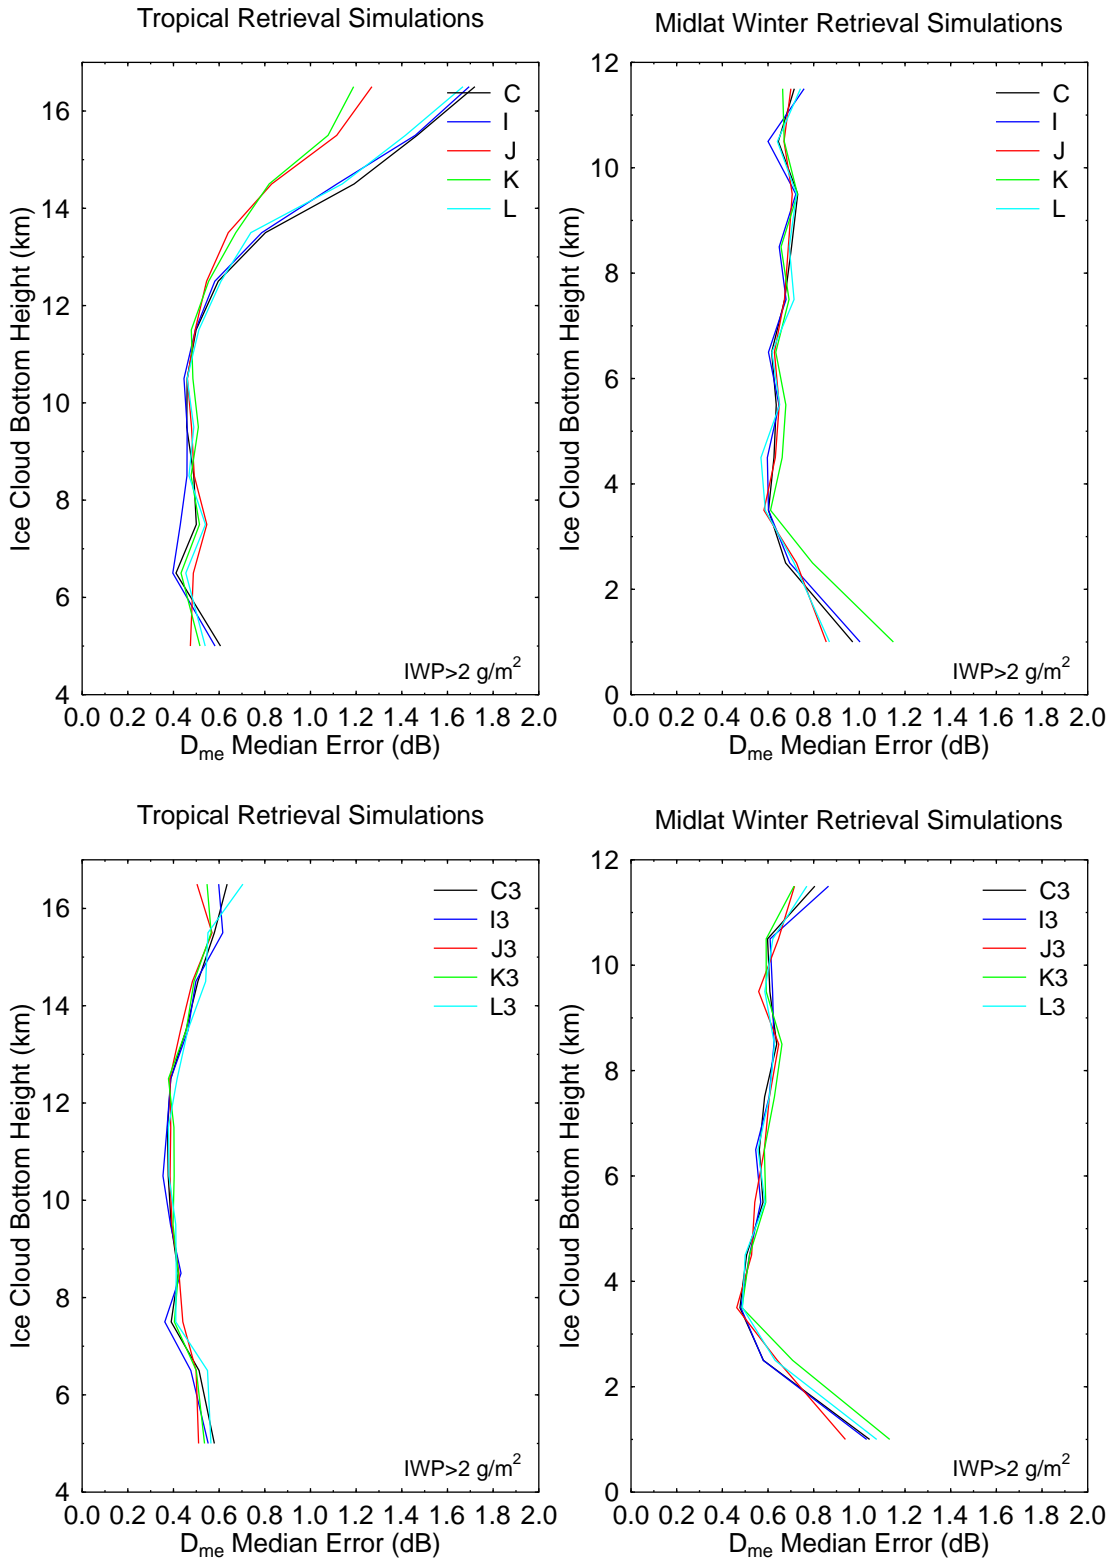 Tropical Retrieval Simulations
16
14
12
10
8
6
4
Ice Cloud Bottom Height (km)
C
I
J
K
L
IWP>2 g/m²
0.0 0.2 0.4 0.6 0.8 1.0 1.2 1.4 1.6 1.8 2.0
Dme Median Error (dB)
Midlat Winter Retrieval Simulations
12
10
8
6
4
2
0
Ice Cloud Bottom Height (km)
C
I
J
K
L
IWP>2 g/m²
0.0 0.2 0.4 0.6 0.8 1.0 1.2 1.4 1.6 1.8 2.0
Dme Median Error (dB)
Tropical Retrieval Simulations
16
14
12
10
8
6
4
Ice Cloud Bottom Height (km)
C3
I3
J3
K3
L3
IWP>2 g/m²
0.0 0.2 0.4 0.6 0.8 1.0 1.2 1.4 1.6 1.8 2.0
Dme Median Error (dB)
Midlat Winter Retrieval Simulations
12
10
8
6
4
2
0
Ice Cloud Bottom Height (km)
C3
I3
J3
K3
L3
IWP>2 g/m²
0.0 0.2 0.4 0.6 0.8 1.0 1.2 1.4 1.6 1.8 2.0
Dme Median Error (dB)